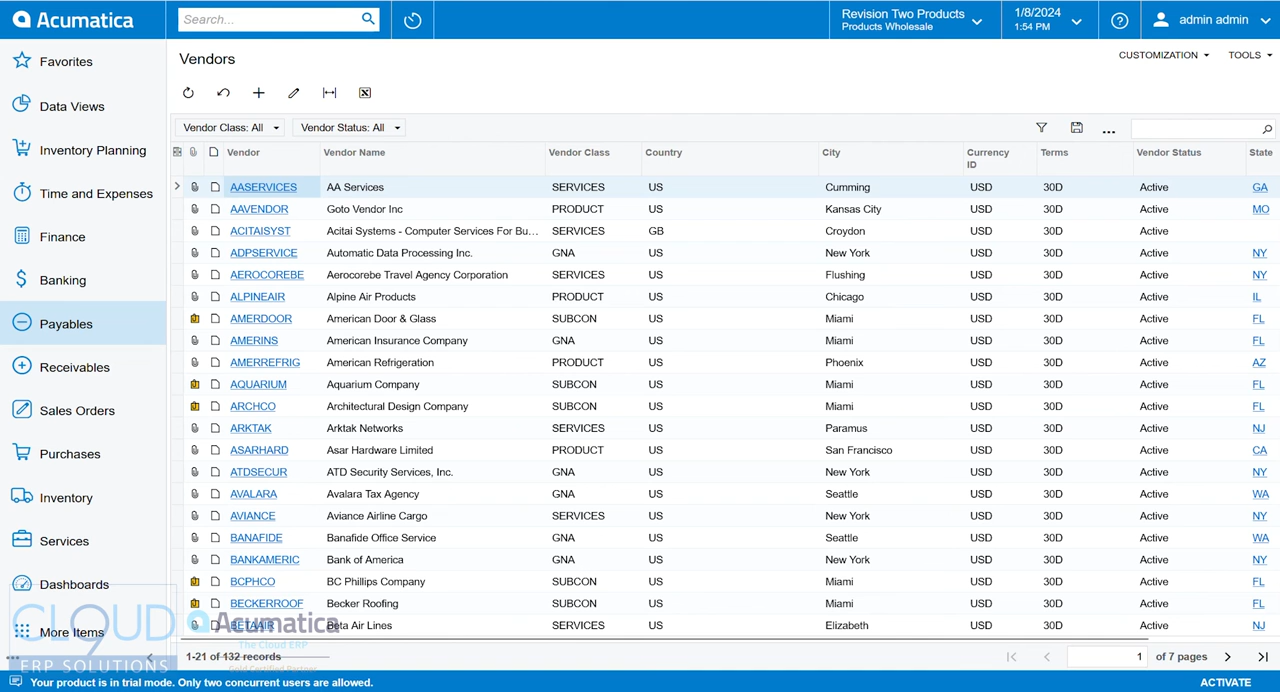 Acumatica
Search...
Revision Two Products
Products Wholesale
1/8/2024
1:54 PM
admin admin
Favorites
Data Views
Inventory Planning
Time and Expenses
Finance
Banking
Payables
Receivables
Sales Orders
Purchases
Inventory
Services
Dashboards
More Items
Vendors
CUSTOMIZATION
TOOLS
Vendor Class: All
Vendor Status: All
Vendor Vendor Name Vendor Class Country City Currency ID Terms Vendor Status State
AASERVICES AA Services SERVICES US Cumming USD 30D Active GA
AAVENDOR Goto Vendor Inc PRODUCT US Kansas City USD 30D Active MO
ACITAISYST Acitai Systems - Computer Services For Bu... SERVICES GB Croydon USD 30D Active
ADPSERVICE Automatic Data Processing Inc. GNA US New York USD 30D Active NY
AEROCOREBE Aerocorebe Travel Agency Corporation SERVICES US Flushing USD 30D Active NY
ALPINEAIR Alpine Air Products PRODUCT US Chicago USD 30D Active IL
AMERDOOR American Door & Glass SUBCON US Miami USD 30D Active FL
AMERINS American Insurance Company GNA US Miami USD 30D Active FL
AMERREFRIG American Refrigeration PRODUCT US Phoenix USD 30D Active AZ
AQUARIUM Aquarium Company SUBCON US Miami USD 30D Active FL
ARCHCO Architectural Design Company SUBCON US Miami USD 30D Active FL
ARKTAK Arktak Networks SERVICES US Paramus USD 30D Active NJ
ASARHARD Asar Hardware Limited PRODUCT US San Francisco USD 30D Active CA
ATDSECUR ATD Security Services, Inc. GNA US New York USD 30D Active NY
AVALARA Avalara Tax Agency GNA US Seattle USD 30D Active WA
AVIANCE Aviance Airline Cargo SERVICES US New York USD 30D Active NY
BANAFIDE Banafide Office Service GNA US Seattle USD 30D Active WA
BANKAMERIC Bank of America GNA US New York USD 30D Active NY
BCPHCO BC Phillips Company SUBCON US Miami USD 30D Active FL
BECKERROOF Becker Roofing SUBCON US Miami USD 30D Active FL
BETAAIR Beta Air Lines SERVICES US Elizabeth USD 30D Active NJ
CLOUD 9
ERP SOLUTIONS
Acumatica
The Cloud ERP
Gold Certified Partner
1-21 of 132 records
1 of 7 pages
Your product is in trial mode. Only two concurrent users are allowed.
ACTIVATE